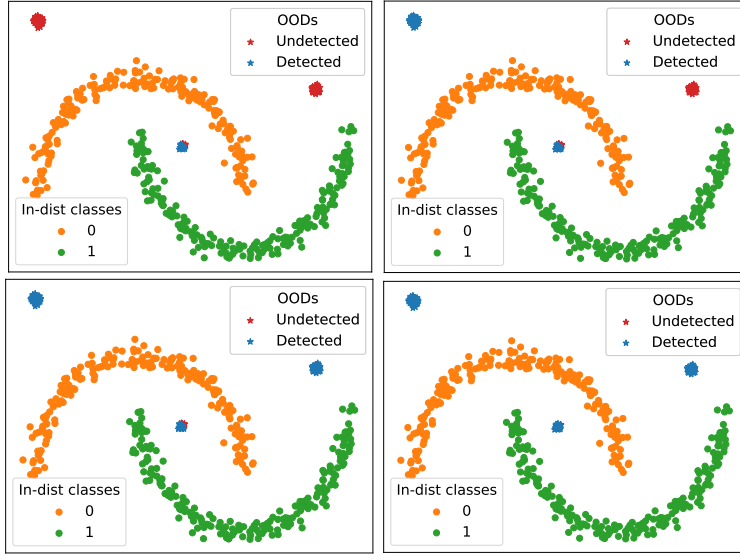 OODs
Undetected
Detected
In-dist classes
0
1
OODs
Undetected
Detected
In-dist classes
0
1
OODs
Undetected
Detected
In-dist classes
0
1
OODs
Undetected
Detected
In-dist classes
0
1